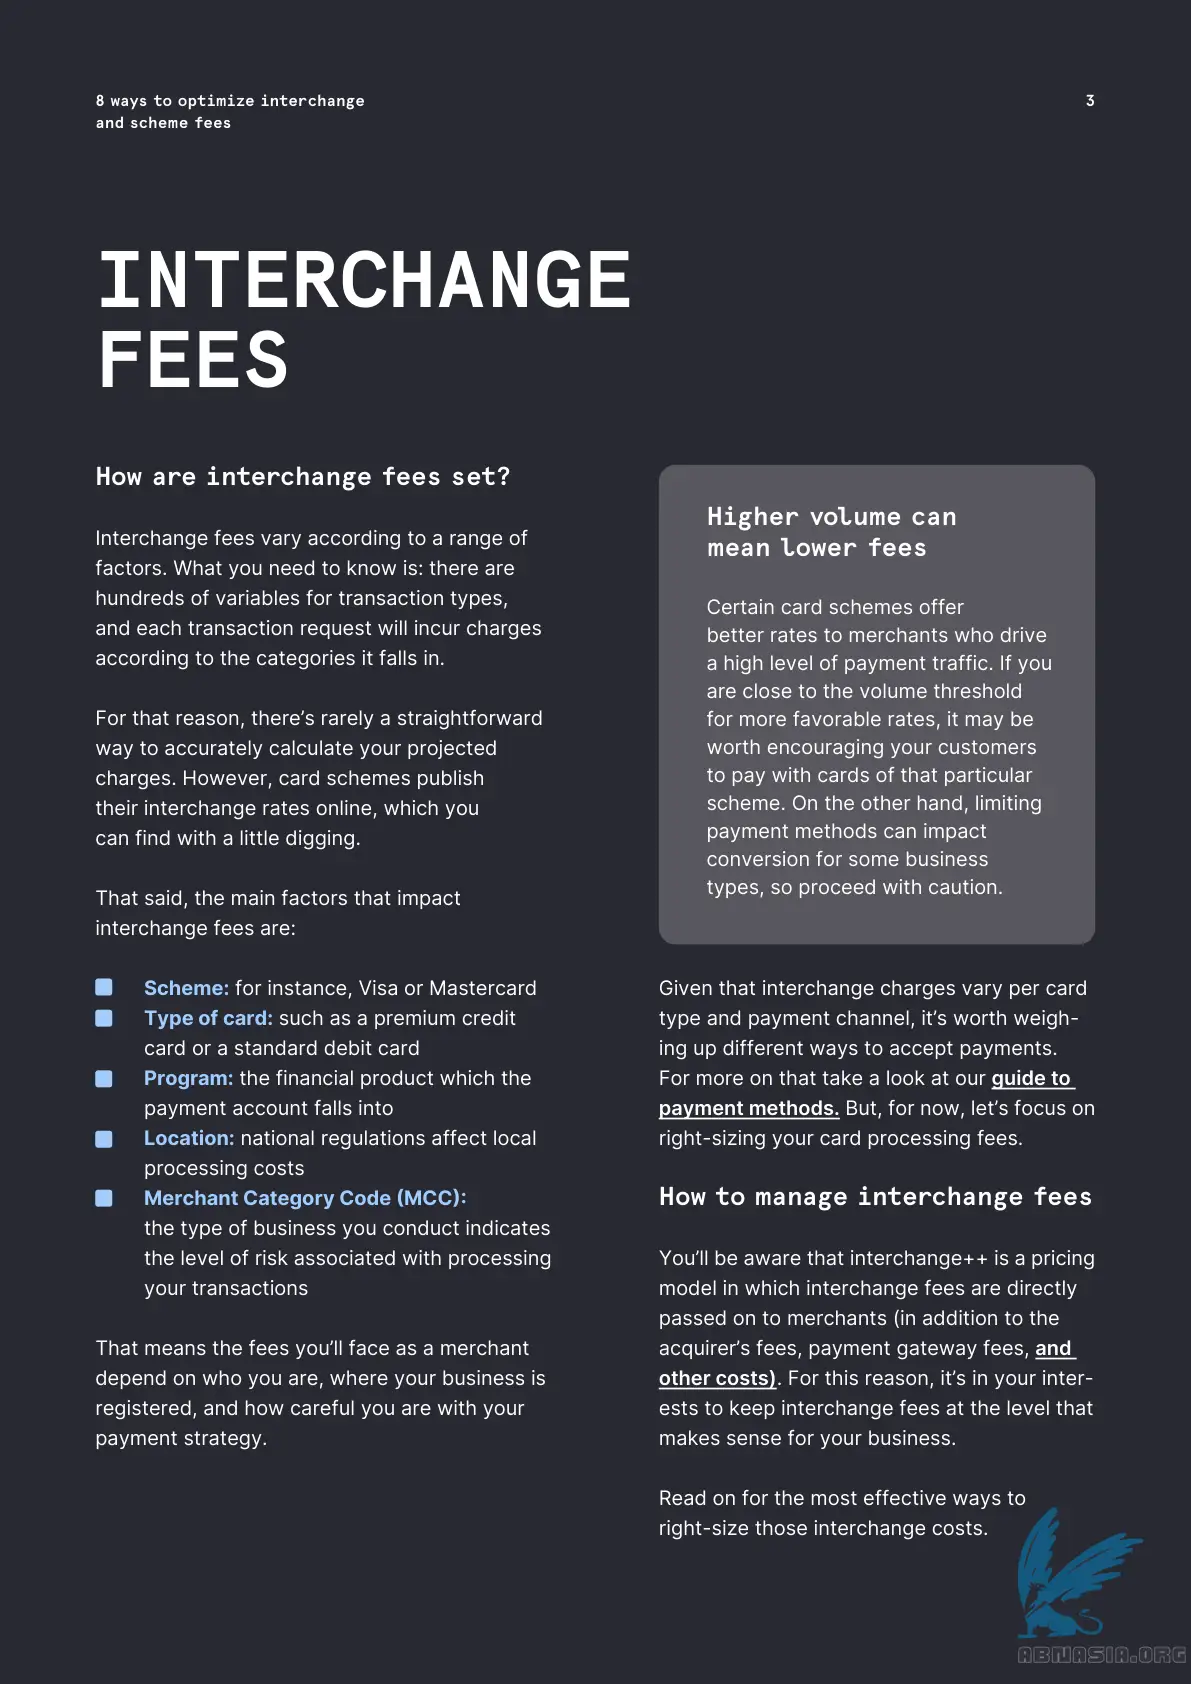 8 ways to optimize interchange
and scheme fees
3
INTERCHANGE
FEES
How are interchange fees set?
Interchange fees vary according to a range of
factors. What you need to know is: there are
hundreds of variables for transaction types,
and each transaction request will incur charges
according to the categories it falls in.
For that reason, there’s rarely a straightforward
way to accurately calculate your projected
charges. However, card schemes publish
their interchange rates online, which you
can find with a little digging.
That said, the main factors that impact
interchange fees are:
Scheme: for instance, Visa or Mastercard
Type of card: such as a premium credit
card or a standard debit card
Program: the financial product which the
payment account falls into
Location: national regulations affect local
processing costs
Merchant Category Code (MCC):
the type of business you conduct indicates
the level of risk associated with processing
your transactions
That means the fees you’ll face as a merchant
depend on who you are, where your business is
registered, and how careful you are with your
payment strategy.
Higher volume can
mean lower fees
Certain card schemes offer
better rates to merchants who drive
a high level of payment traffic. If you
are close to the volume threshold
for more favorable rates, it may be
worth encouraging your customers
to pay with cards of that particular
scheme. On the other hand, limiting
payment methods can impact
conversion for some business
types, so proceed with caution.
Given that interchange charges vary per card
type and payment channel, it’s worth weigh-
ing up different ways to accept payments.
For more on that take a look at our guide to
payment methods. But, for now, let’s focus on
right-sizing your card processing fees.
How to manage interchange fees
You’ll be aware that interchange++ is a pricing
model in which interchange fees are directly
passed on to merchants (in addition to the
acquirer’s fees, payment gateway fees, and
other costs). For this reason, it’s in your inter-
ests to keep interchange fees at the level that
makes sense for your business.
Read on for the most effective ways to
right-size those interchange costs.
ABNASIA.ORG